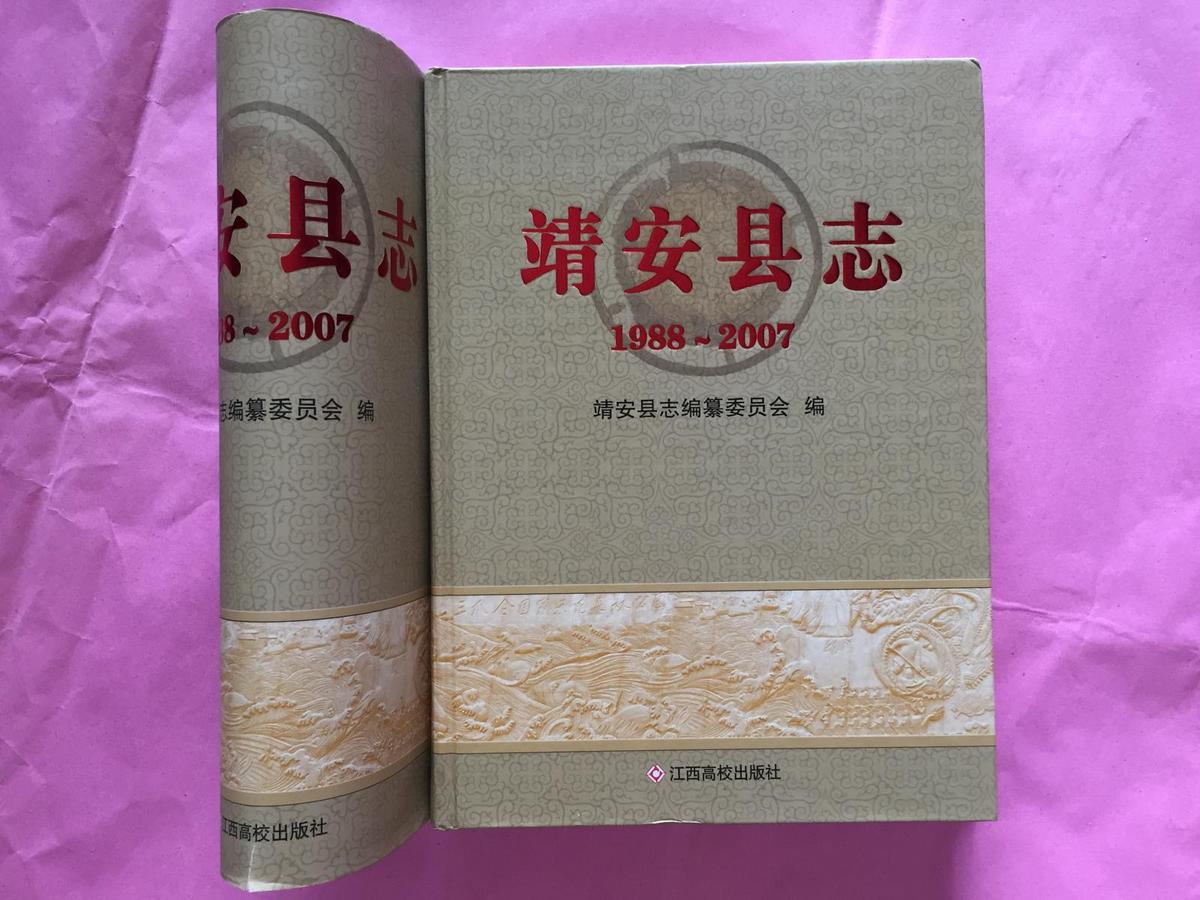 安县志
~2007
志编纂委员会 编
江西高校出版社
靖安县志
1988~2007
靖安县志编纂委员会 编
江西高校出版社